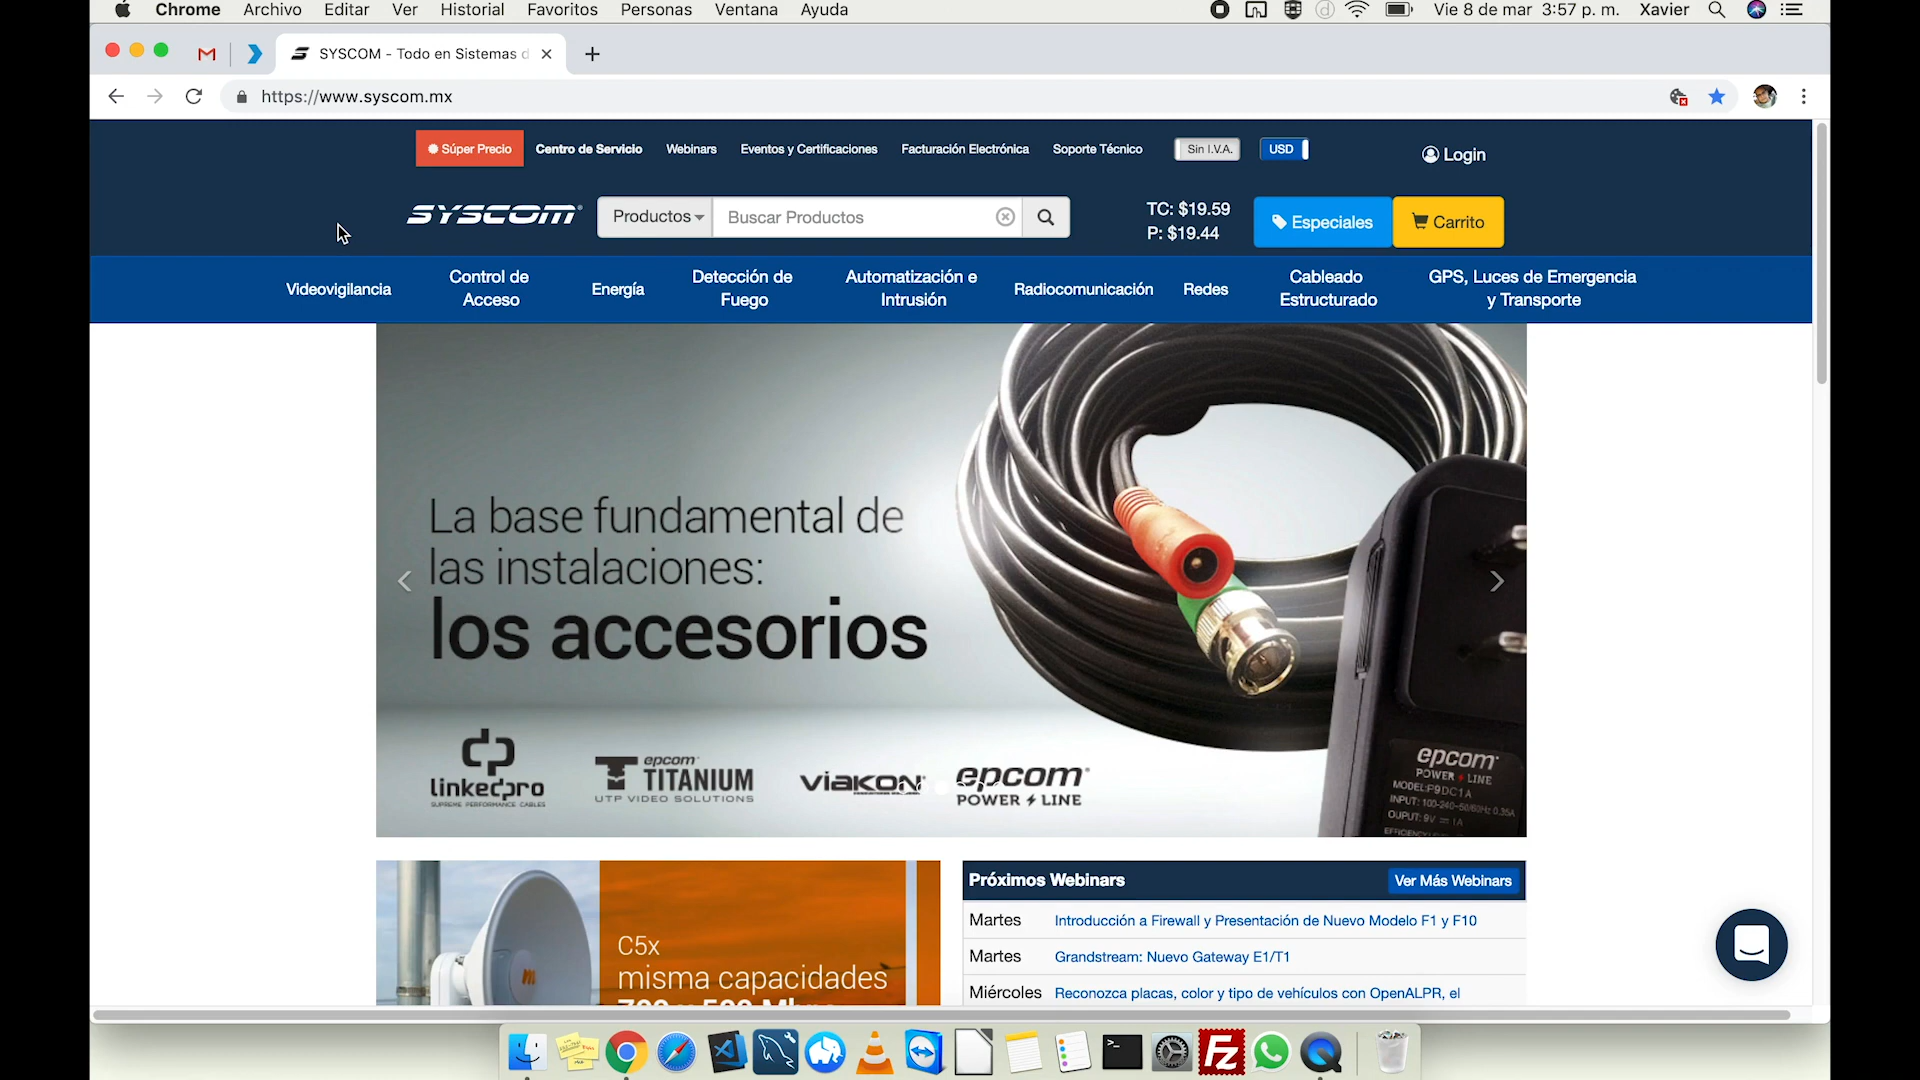 Chrome Archivo Editar Ver Historial Favoritos Personas Ventana Ayuda
Vie 8 de mar 3:57 p. m. Xavier
SYSCOM - Todo en Sistemas d
https://www.syscom.mx
Súper Precio Centro de Servicio Webinars Eventos y Certificaciones Facturación Electrónica Soporte Técnico Sin I.V.A. USD Login
SYSCOM Productos Buscar Productos
TC: $19.59
P: $19.44
Especiales Carrito
Videovigilancia
Control de
Acceso
Energía
Detección de
Fuego
Automatización e
Intrusión
Radiocomunicación
Redes
Cableado
Estructurado
GPS, Luces de Emergencia
y Transporte
La base fundamental de
las instalaciones:
los accesorios
linkedpro
SUPREME PERFORMANCE CABLES
epcom
TITANIUM
UTP VIDEO SOLUTIONS
VIAKON
epcom
POWER LINE
epcom
POWER LINE
MODEL:P9DC1A
INPUT: 100-240~50/60Hz 0.35A
OUPUT: 9V 1A
C5x
misma capacidades
Próximos Webinars Ver Más Webinars
Martes Introducción a Firewall y Presentación de Nuevo Modelo F1 y F10
Martes Grandstream: Nuevo Gateway E1/T1
Miércoles Reconozca placas, color y tipo de vehículos con OpenALPR, el